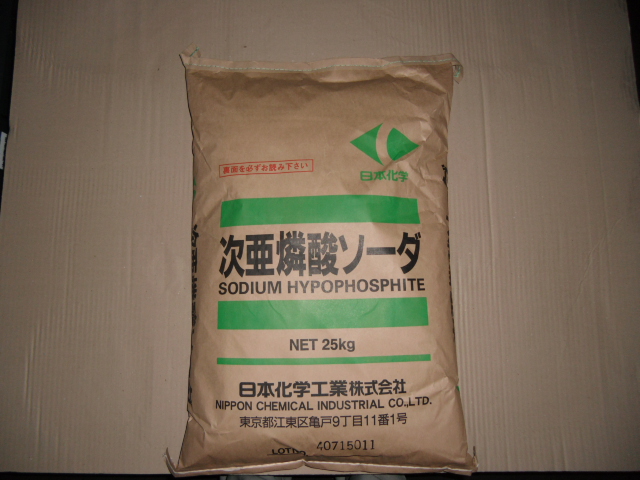 日本化学
裏面を必ずお読み下さい
次亜燐酸ソーダ
SODIUM HYPOPHOSPHITE
NET 25kg
日本化学工業株式会社
NIPPON CHEMICAL INDUSTRIAL CO.,LTD.
東京都江東区亀戸9丁目11番1号
LOT No. 40715011